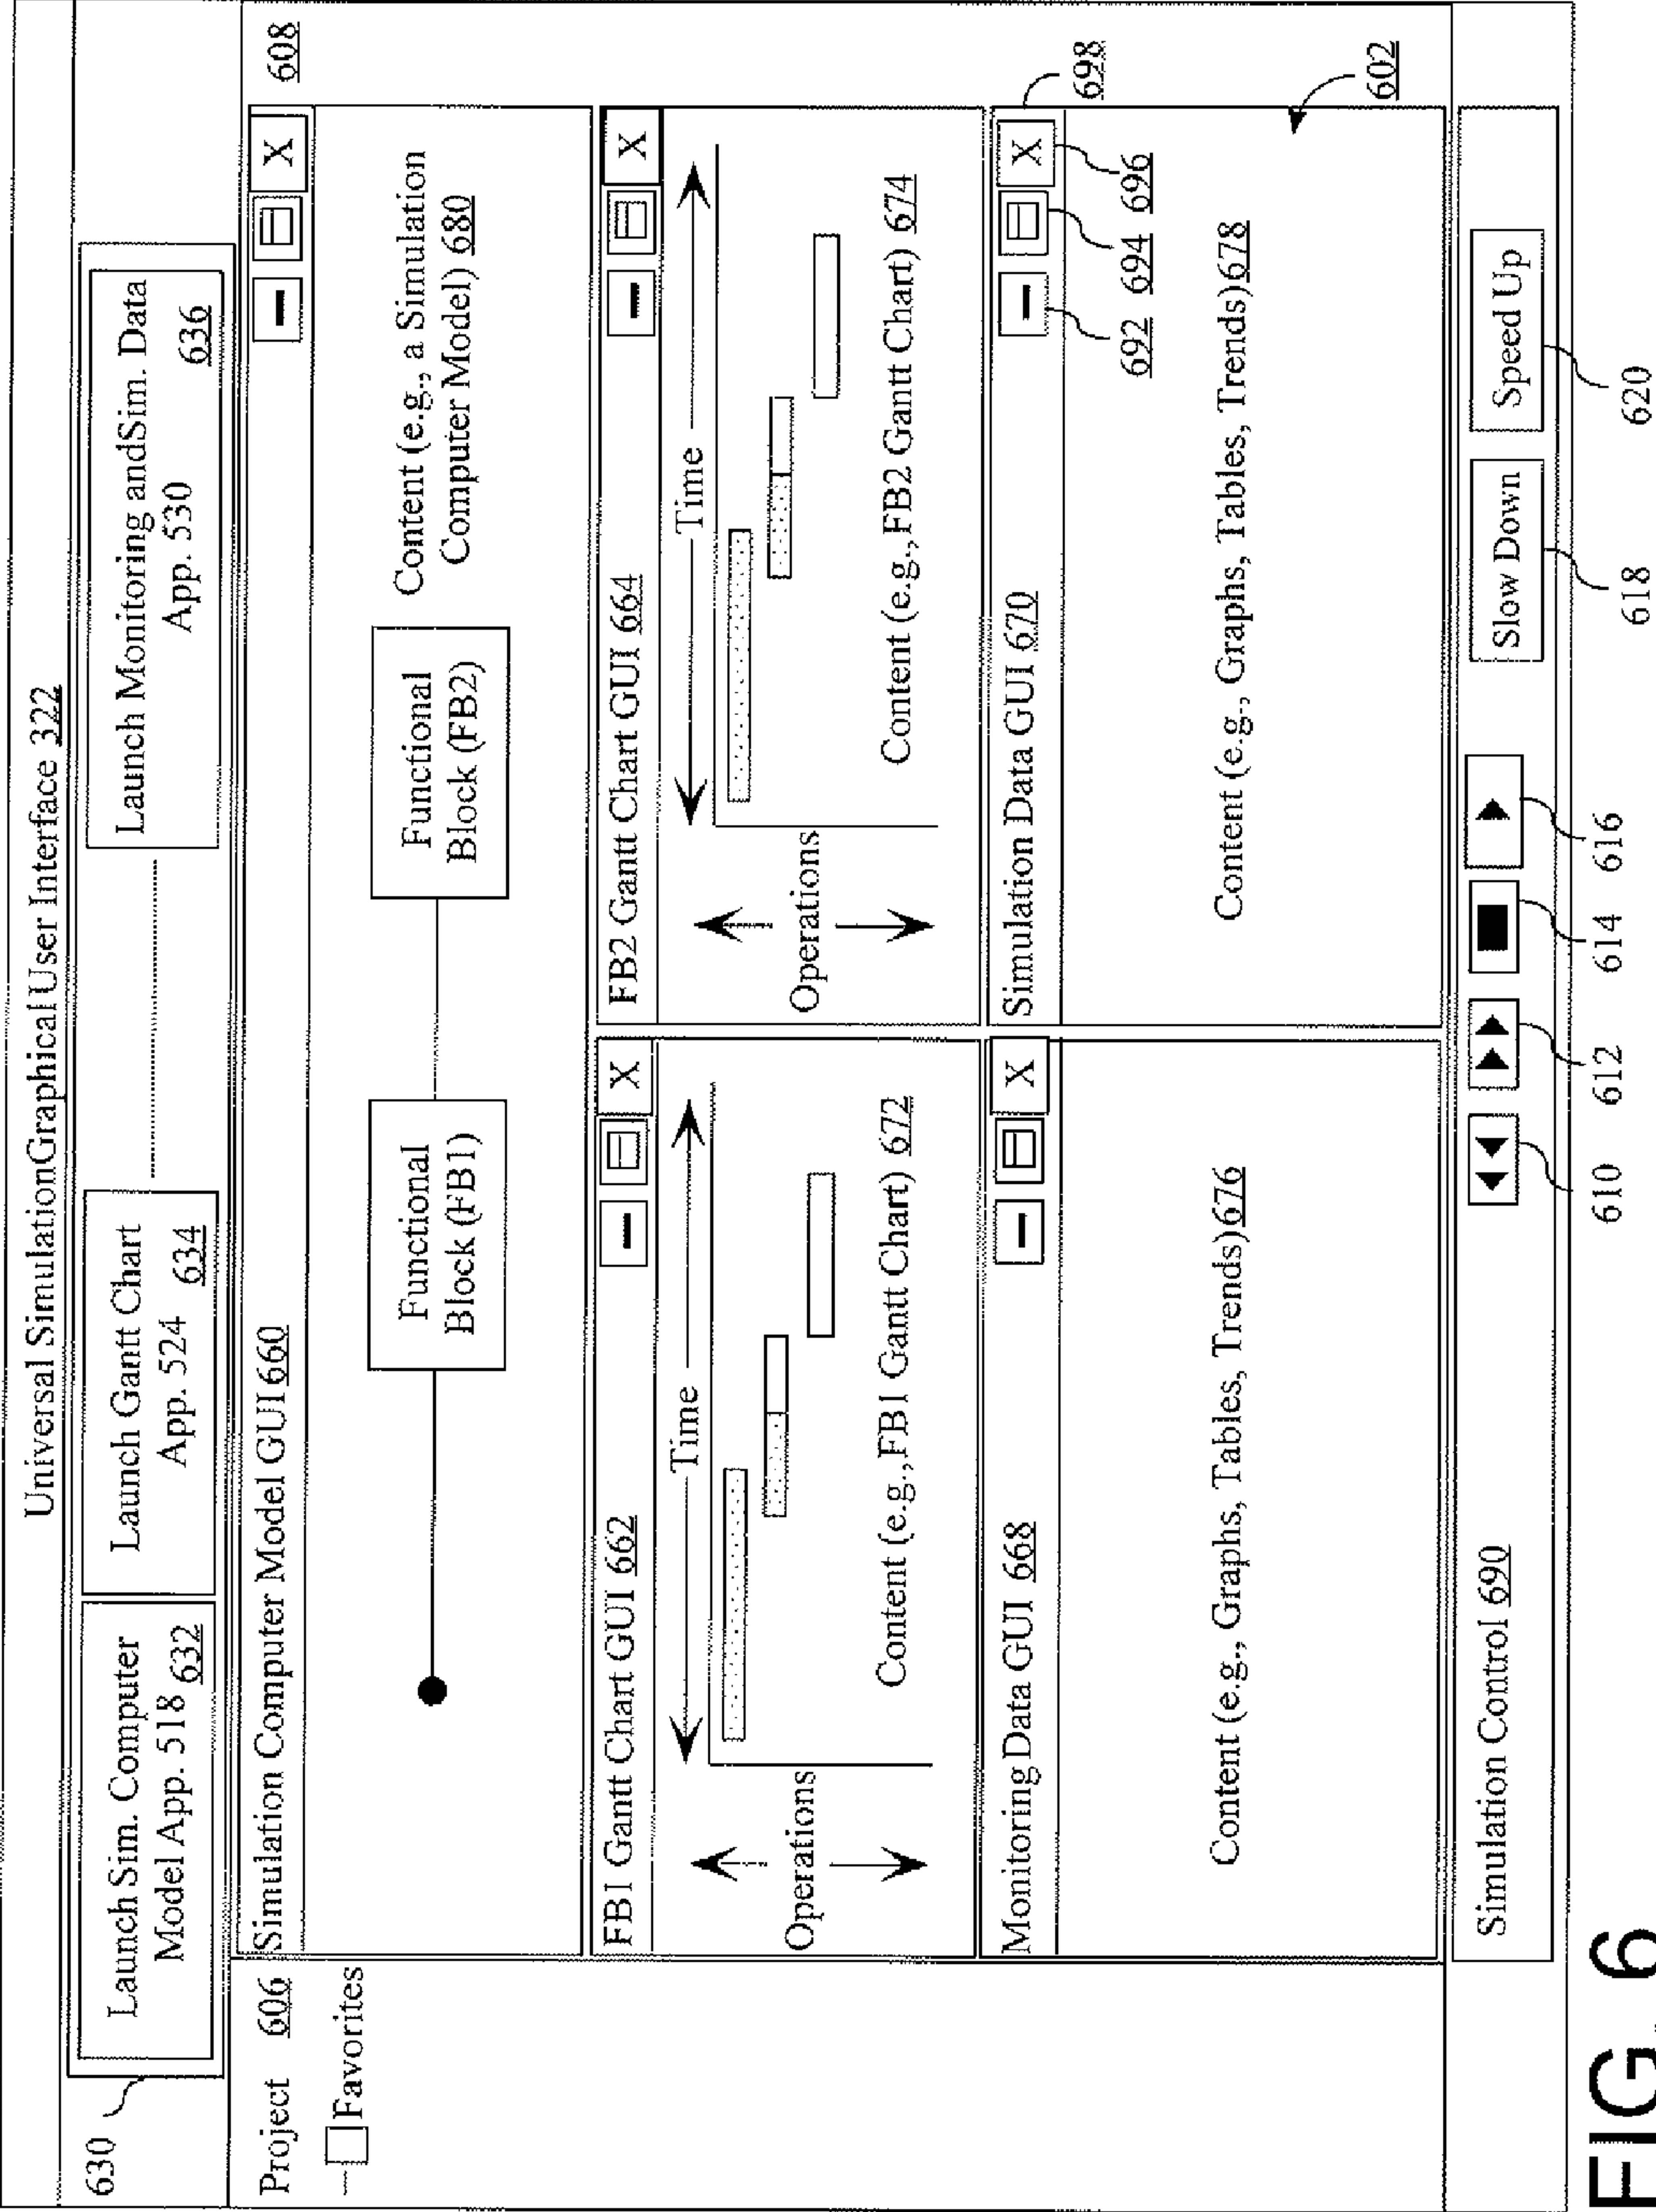 Universal SimulationGraphicalUser Interface 322
630
Launch Sim. Computer
Model App. 518 632
Launch Gantt Chart
App. 524 634
Launch Monitoring andSim. Data
App. 530 636
Project 606
Favorites
608
Simulation Computer Model GUI 660
X
Functional
Block (FB1)
Functional
Block (FB2)
Content (e.g., a Simulation
Computer Model) 680
FB1 Gantt Chart GUI 662
X
Time
Operations
Content (e.g.,FB1 Gantt Chart) 672
FB2 Gantt Chart GUI 664
X
Time
Operations
Content (e.g.,FB2 Gantt Chart) 674
Monitoring Data GUI 668
X
Content (e.g., Graphs, Tables, Trends)676
Simulation Data GUI 670
X
698
692 694 696
Content (e.g., Graphs, Tables, Trends)678
602
Simulation Control 690
Slow Down
Speed Up
610 612 614 616 618 620
FIG. 6